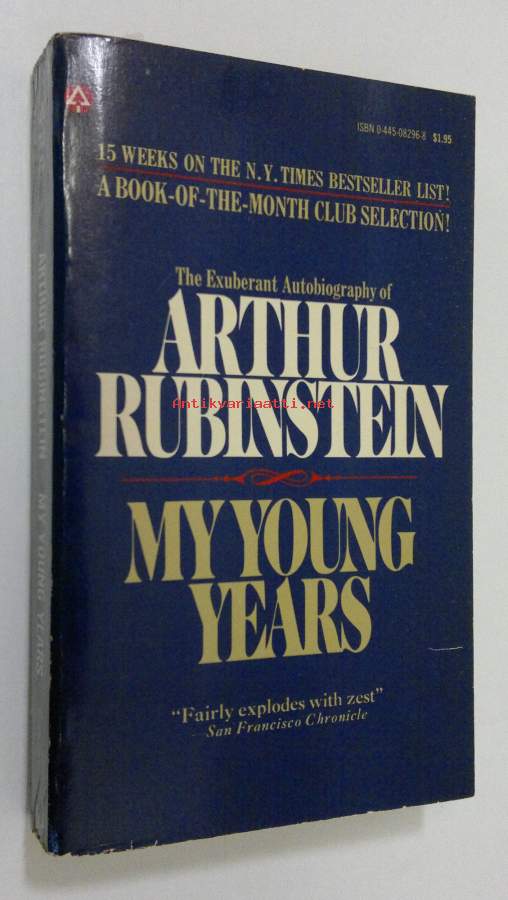 ISBN 0-445-08296-8 $1.95
15 WEEKS ON THE N.Y. TIMES BESTSELLER LIST!
A BOOK-OF-THE-MONTH CLUB SELECTION!
The Exuberant Autobiography of
ARTHUR
RUBINSTEIN
Antikvariaatti.net
MY YOUNG
YEARS
"Fairly explodes with zest"
San Francisco Chronicle
ARTHUR RUBINSTEIN MY YOUNG YEARS